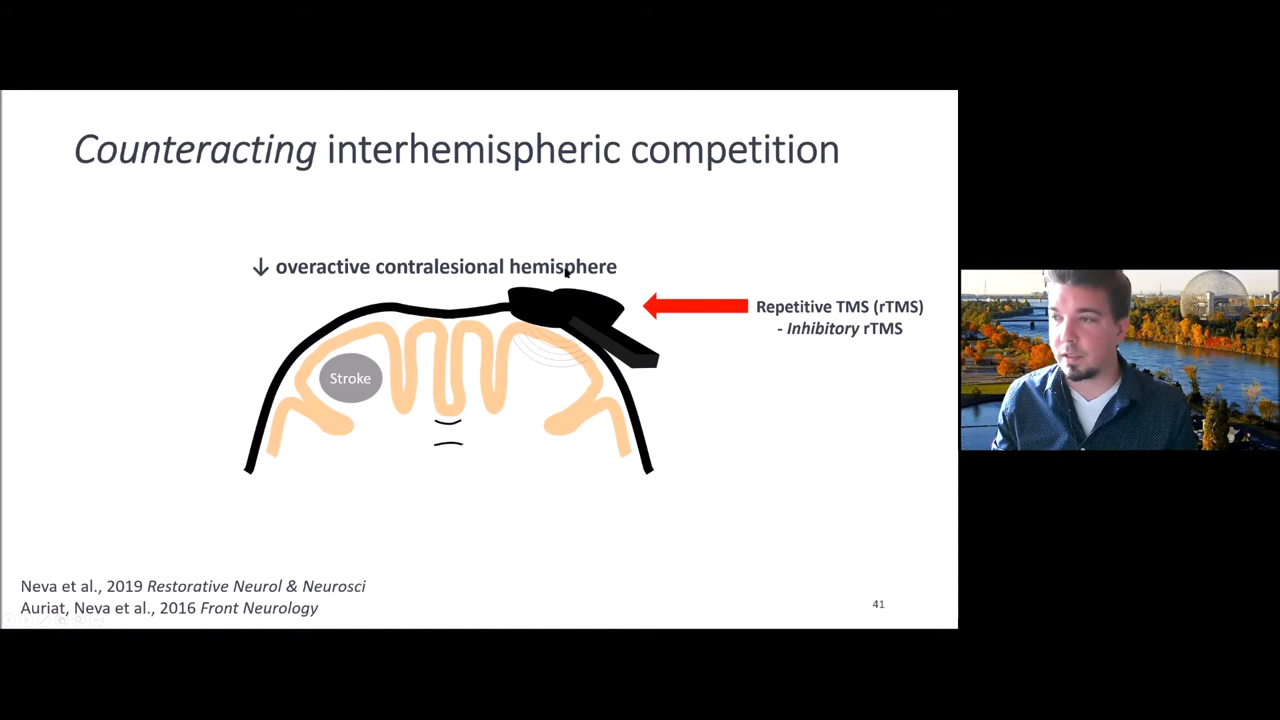 Counteracting interhemispheric competition
↓ overactive contralesional hemisphere
Repetitive TMS (rTMS)
- Inhibitory rTMS
Stroke
Neva et al., 2019 Restorative Neurol & Neurosci
Auriat, Neva et al., 2016 Front Neurology
41